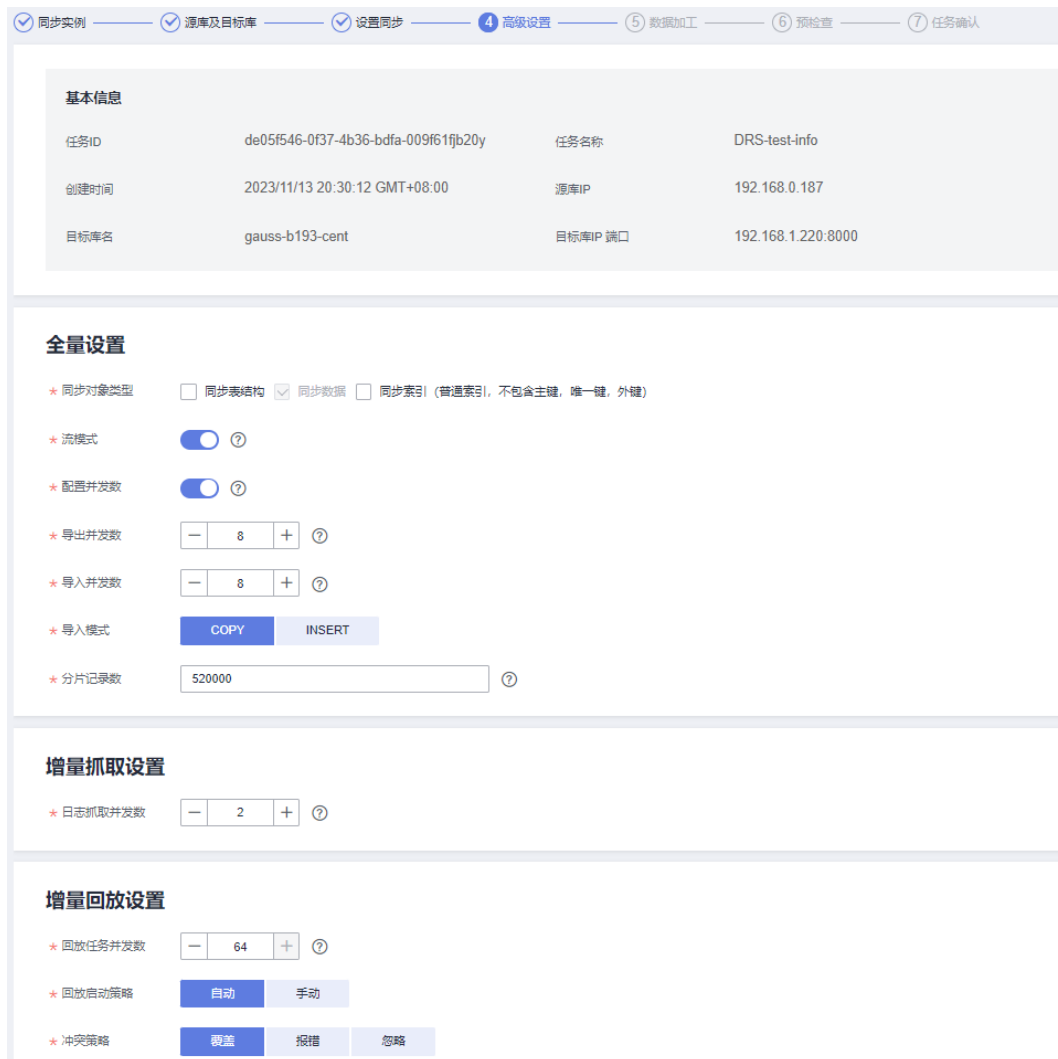 同步实例 源库及目标库 设置同步 4 高级设置 5 数据加工 6 预检查 7 任务确认
基本信息
任务ID de05f546-0f37-4b36-bdfa-009f61fjb20y 任务名称 DRS-test-info
创建时间 2023/11/13 20:30:12 GMT+08:00 源库IP 192.168.0.187
目标库名 gauss-b193-cent 目标库IP 端口 192.168.1.220:8000
全量设置
* 同步对象类型 同步表结构 同步数据 同步索引 (普通索引, 不包含主键, 唯一键, 外键)
* 流模式 ?
* 配置并发数 ?
* 导出并发数 − 8 + ?
* 导入并发数 − 8 + ?
* 导入模式 COPY INSERT
* 分片记录数 520000 ?
增量抓取设置
* 日志抓取并发数 − 2 + ?
增量回放设置
* 回放任务并发数 − 64 + ?
* 回放启动策略 自动 手动
* 冲突策略 覆盖 报错 忽略